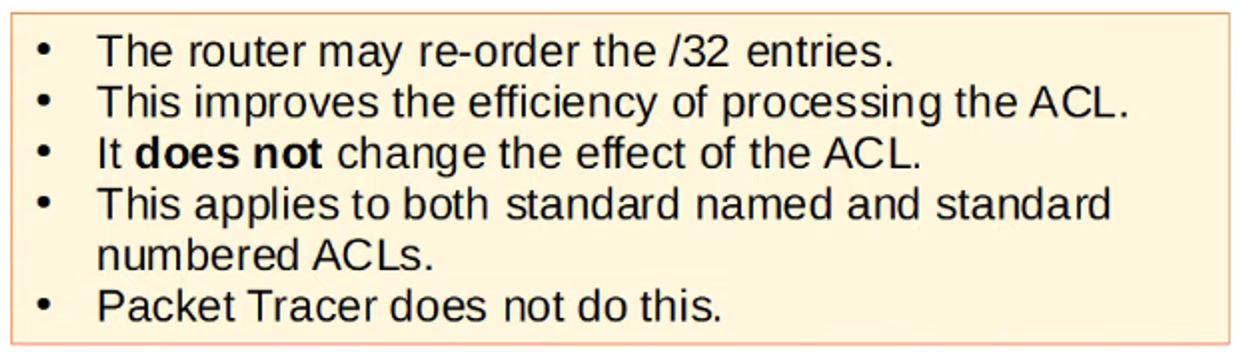 • The router may re-order the /32 entries.
• This improves the efficiency of processing the ACL.
• It does not change the effect of the ACL.
• This applies to both standard named and standard
numbered ACLs.
• Packet Tracer does not do this.